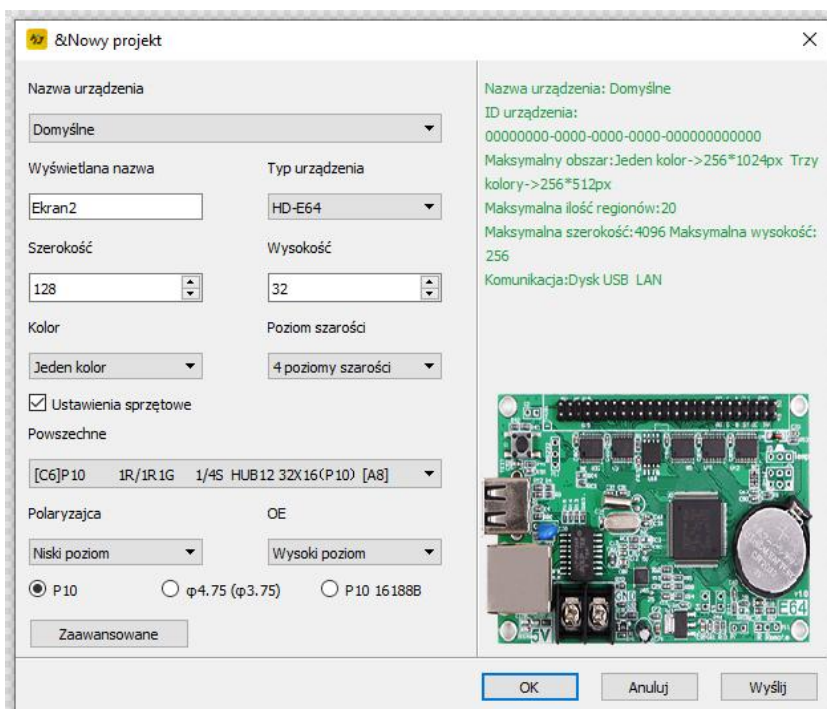 &Nowy projekt
Nazwa urządzenia
Domyślne
Wyświetlana nazwa
Typ urządzenia
Ekran2
HD-E64
Szerokość
Wysokość
128
32
Kolor
Poziom szarości
Jeden kolor
4 poziomy szarości
Ustawienia sprzętowe
Powszechne
[C6]P10 1R/1R1G 1/4S HUB12 32X16(P10) [A8]
Polaryzajca
OE
Niski poziom
Wysoki poziom
P10
φ4.75 (φ3.75)
P10 16188B
Zaawansowane
Nazwa urządzenia: Domyślne
ID urządzenia:
00000000-0000-0000-0000-000000000000
Maksymalny obszar:Jeden kolor->256*1024px Trzy
kolory->256*512px
Maksymalna ilość regionów:20
Maksymalna szerokość:4096 Maksymalna wysokość:
256
Komunikacja:Dysk USB LAN
E64
5V
OK
Anuluj
Wyślij